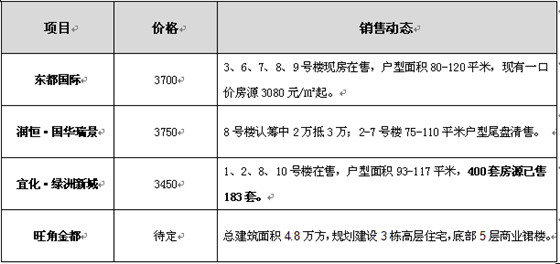 项目 价格 销售动态
东都国际 3700 3、6、7、8、9 号楼现房在售，户型面积 80-120 平米，现有一口
价房源 3080 元/㎡起。
润恒·国华瑞景 3750 8 号楼认筹中 2 万抵 3 万；2-7 号楼 75-110 平米户型尾盘清售。
宜化·绿洲新城 3450 1、2、8、10 号楼在售，户型面积 93-117 平米，400 套房源已售
183 套。
旺角金都 待定 总建筑面积 4.8 万方，规划建设 3 栋高层住宅，底部 5 层商业裙楼。